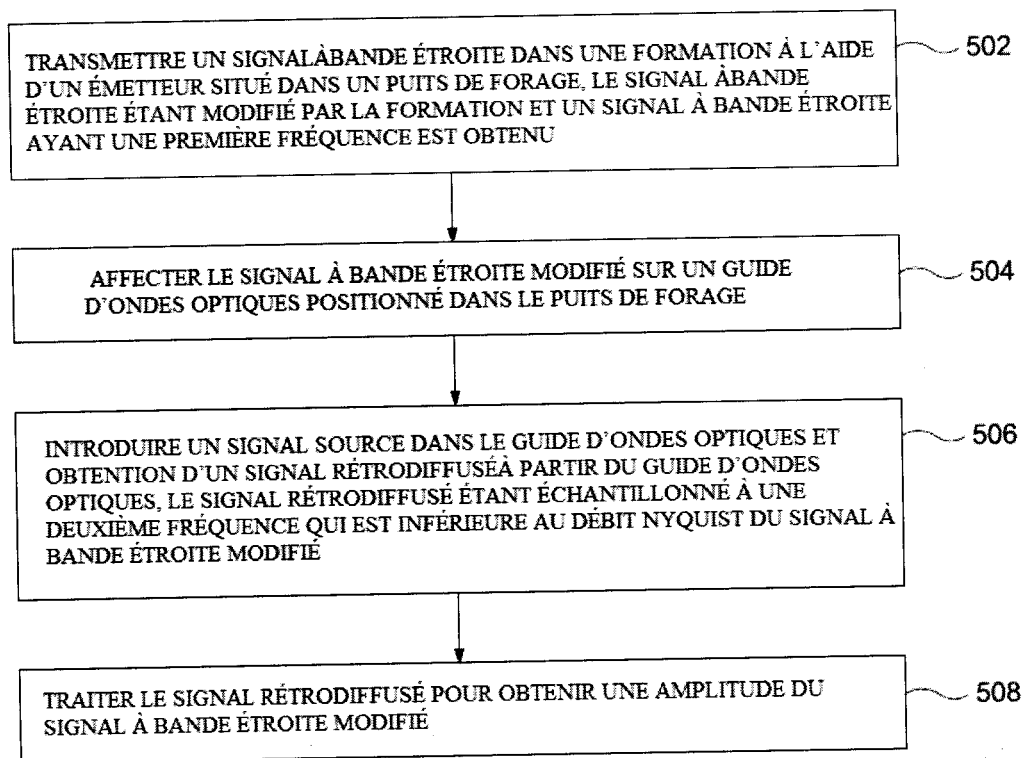 TRANSMETTRE UN SIGNALÀBANDE ÉTROITE DANS UNE FORMATION À L'AIDE
D'UN ÉMETTEUR SITUÉ DANS UN PUITS DE FORAGE, LE SIGNAL ÀBANDE
ÉTROITE ÉTANT MODIFIÉ PAR LA FORMATION ET UN SIGNAL À BANDE ÉTROITE
AYANT UNE PREMIÈRE FRÉQUENCE EST OBTENU
502
AFFECTER LE SIGNAL À BANDE ÉTROITE MODIFIÉ SUR UN GUIDE
D'ONDES OPTIQUES POSITIONNÉ DANS LE PUITS DE FORAGE
504
INTRODUIRE UN SIGNAL SOURCE DANS LE GUIDE D'ONDES OPTIQUES ET
OBTENTION D'UN SIGNAL RÉTRODIFFUSÉÀ PARTIR DU GUIDE D'ONDES
OPTIQUES, LE SIGNAL RÉTRODIFFUSÉ ÉTANT ÉCHANTILLONNÉ À UNE
DEUXIÈME FRÉQUENCE QUI EST INFÉRIEURE AU DÉBIT NYQUIST DU SIGNAL À
BANDE ÉTROITE MODIFIÉ
506
TRAITER LE SIGNAL RÉTRODIFFUSÉ POUR OBTENIR UNE AMPLITUDE DU
SIGNAL À BANDE ÉTROITE MODIFIÉ
508